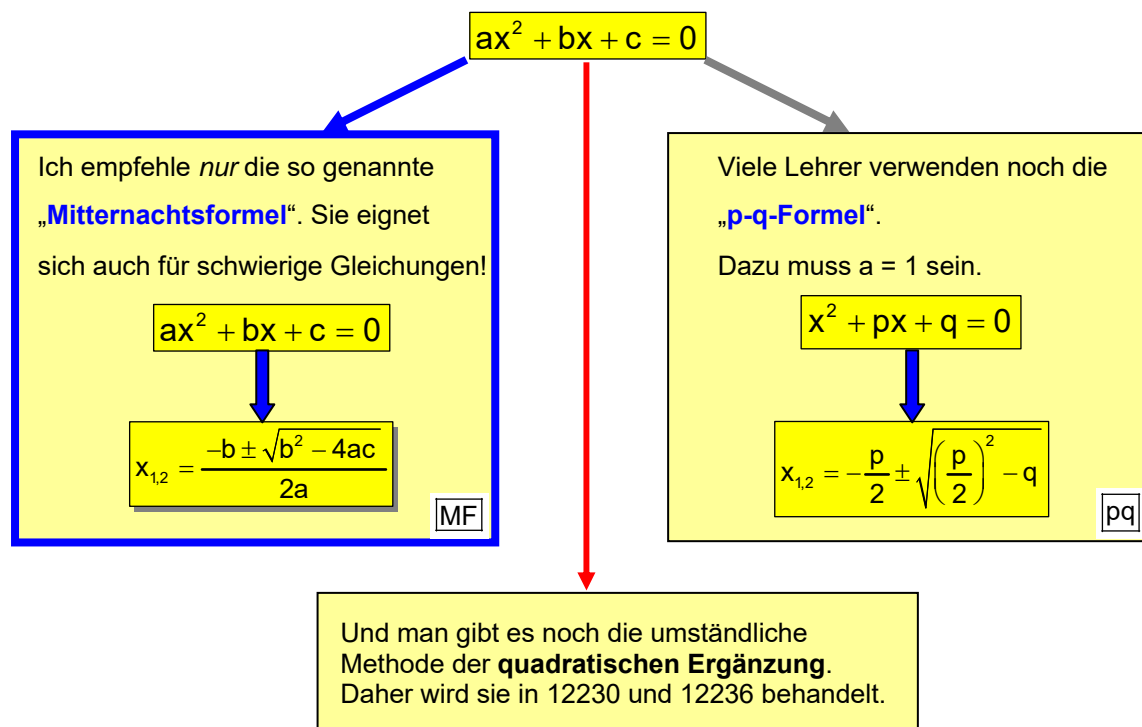 ax² + bx + c = 0
Ich empfehle nur die so genannte
„Mitternachtsformel“. Sie eignet
sich auch für schwierige Gleichungen!
ax² + bx + c = 0
x₁,₂ = (−b ± √(b² − 4ac)) / 2a
MF
Viele Lehrer verwenden noch die
„p-q-Formel“.
Dazu muss a = 1 sein.
x² + px + q = 0
x₁,₂ = −p/2 ± √((p/2)² − q)
pq
Und man gibt es noch die umständliche
Methode der quadratischen Ergänzung.
Daher wird sie in 12230 und 12236 behandelt.